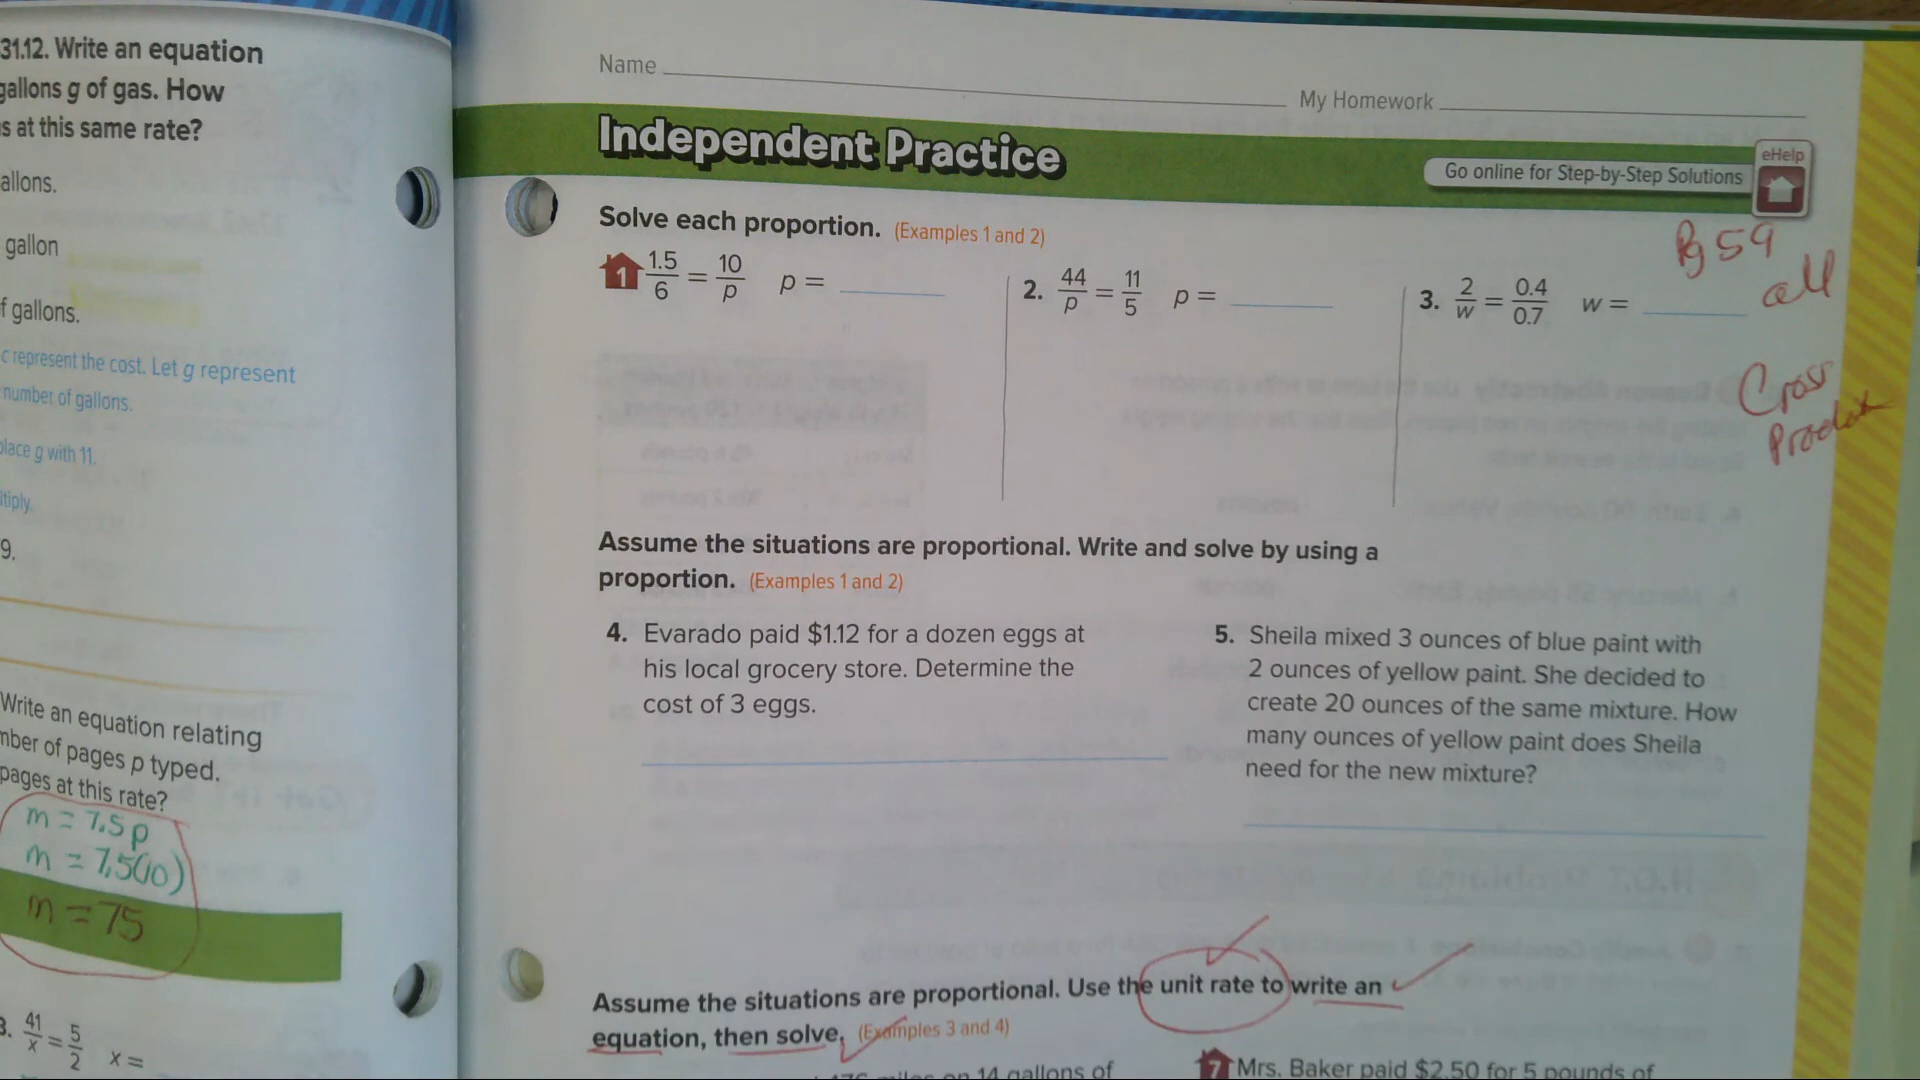 31.12. Write an equation
gallons g of gas. How
s at this same rate?
allons.
gallon
f gallons.
c represent the cost. Let g represent
number of gallons.
place g with 11.
ltiply.
9.
Write an equation relating
mber of pages p typed.
pages at this rate?
m = 7.5p
m = 7.5(10)
m = 75
3. 41/x = 5/2 x =
Name
My Homework
Independent Practice
Go online for Step-by-Step Solutions
eHelp
Pg 59
all
Solve each proportion. (Examples 1 and 2)
1 1.5/6 = 10/p p =
2. 44/p = 11/5 p =
3. 2/w = 0.4/0.7 w =
Cross
Product
Assume the situations are proportional. Write and solve by using a
proportion. (Examples 1 and 2)
4. Evarado paid $1.12 for a dozen eggs at
his local grocery store. Determine the
cost of 3 eggs.
5. Sheila mixed 3 ounces of blue paint with
2 ounces of yellow paint. She decided to
create 20 ounces of the same mixture. How
many ounces of yellow paint does Sheila
need for the new mixture?
Assume the situations are proportional. Use the unit rate to write an
equation, then solve. (Examples 3 and 4)
476 miles on 14 gallons of
7 Mrs. Baker paid $2.50 for 5 pounds of